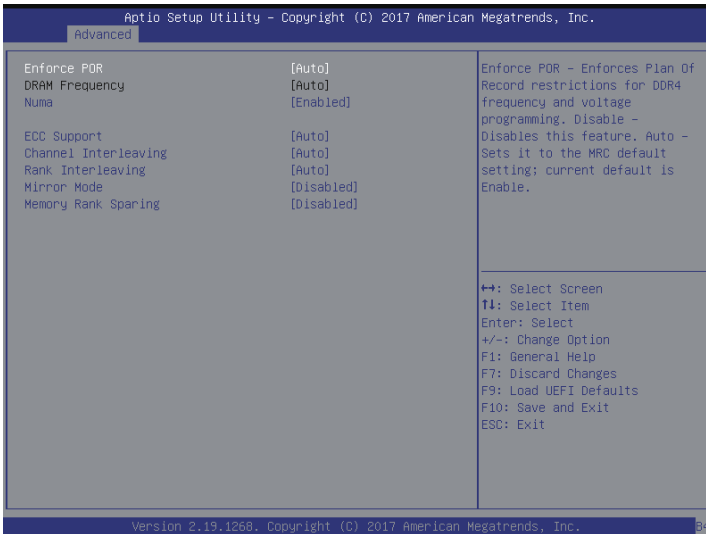 Aptio Setup Utility – Copyright (C) 2017 American Megatrends, Inc.
Advanced
Enforce POR [Auto]
DRAM Frequency [Auto]
Numa [Enabled]
ECC Support [Auto]
Channel Interleaving [Auto]
Rank Interleaving [Auto]
Mirror Mode [Disabled]
Memory Rank Sparing [Disabled]
Enforce POR – Enforces Plan Of
Record restrictions for DDR4
frequency and voltage
programming. Disable –
Disables this feature. Auto –
Sets it to the MRC default
setting; current default is
Enable.
↔: Select Screen
↑↓: Select Item
Enter: Select
+/-: Change Option
F1: General Help
F7: Discard Changes
F9: Load UEFI Defaults
F10: Save and Exit
ESC: Exit
Version 2.19.1268. Copyright (C) 2017 American Megatrends, Inc.